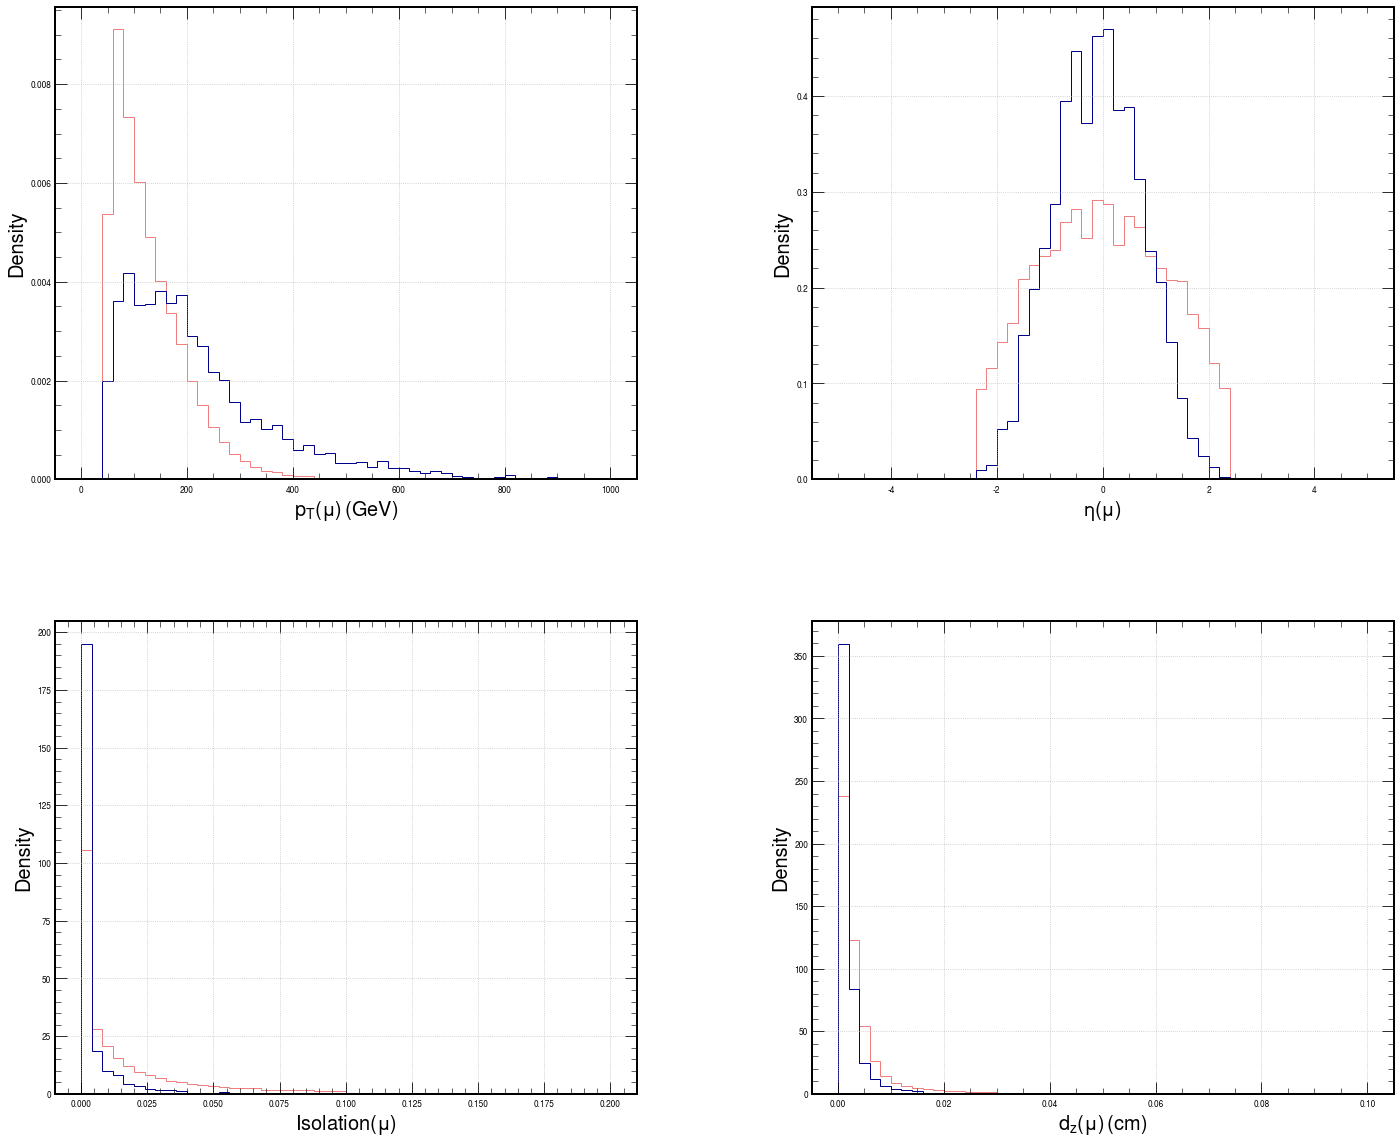 Density
0.008
0.006
0.004
0.002
0.000
0 200 400 600 800 1000
pT(μ) (GeV)
Density
0.4
0.3
0.2
0.1
0.0
-4 -2 0 2 4
η(μ)
Density
200
175
150
125
100
75
50
25
0
0.000 0.025 0.050 0.075 0.100 0.125 0.150 0.175 0.200
Isolation(μ)
Density
350
300
250
200
150
100
50
0
0.00 0.02 0.04 0.06 0.08 0.10
dz(μ) (cm)